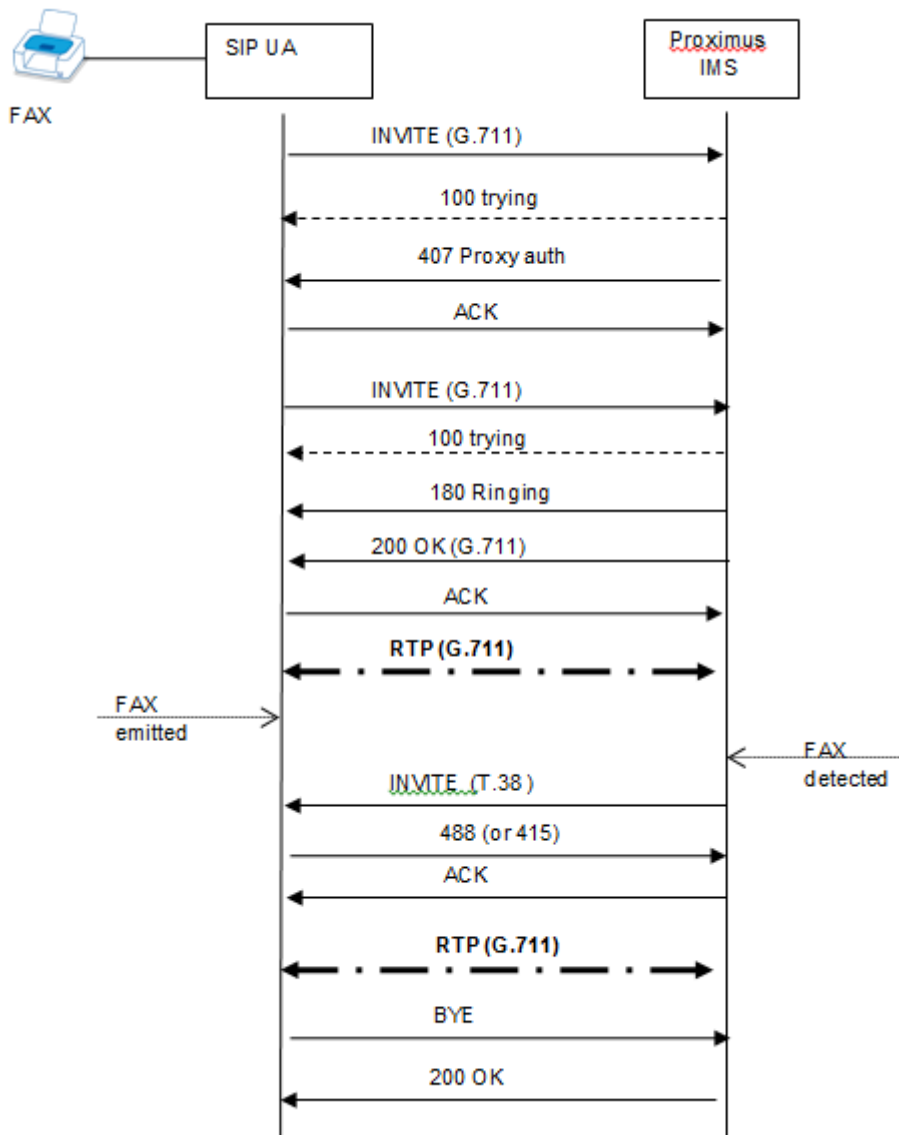 SIP UA
Proximus
IMS
FAX
INVITE (G.711)
100 trying
407 Proxy auth
ACK
INVITE (G.711)
100 trying
180 Ringing
200 OK (G.711)
ACK
RTP (G.711)
FAX
emitted
FAX
detected
INVITE (T.38)
488 (or 415)
ACK
RTP (G.711)
BYE
200 OK